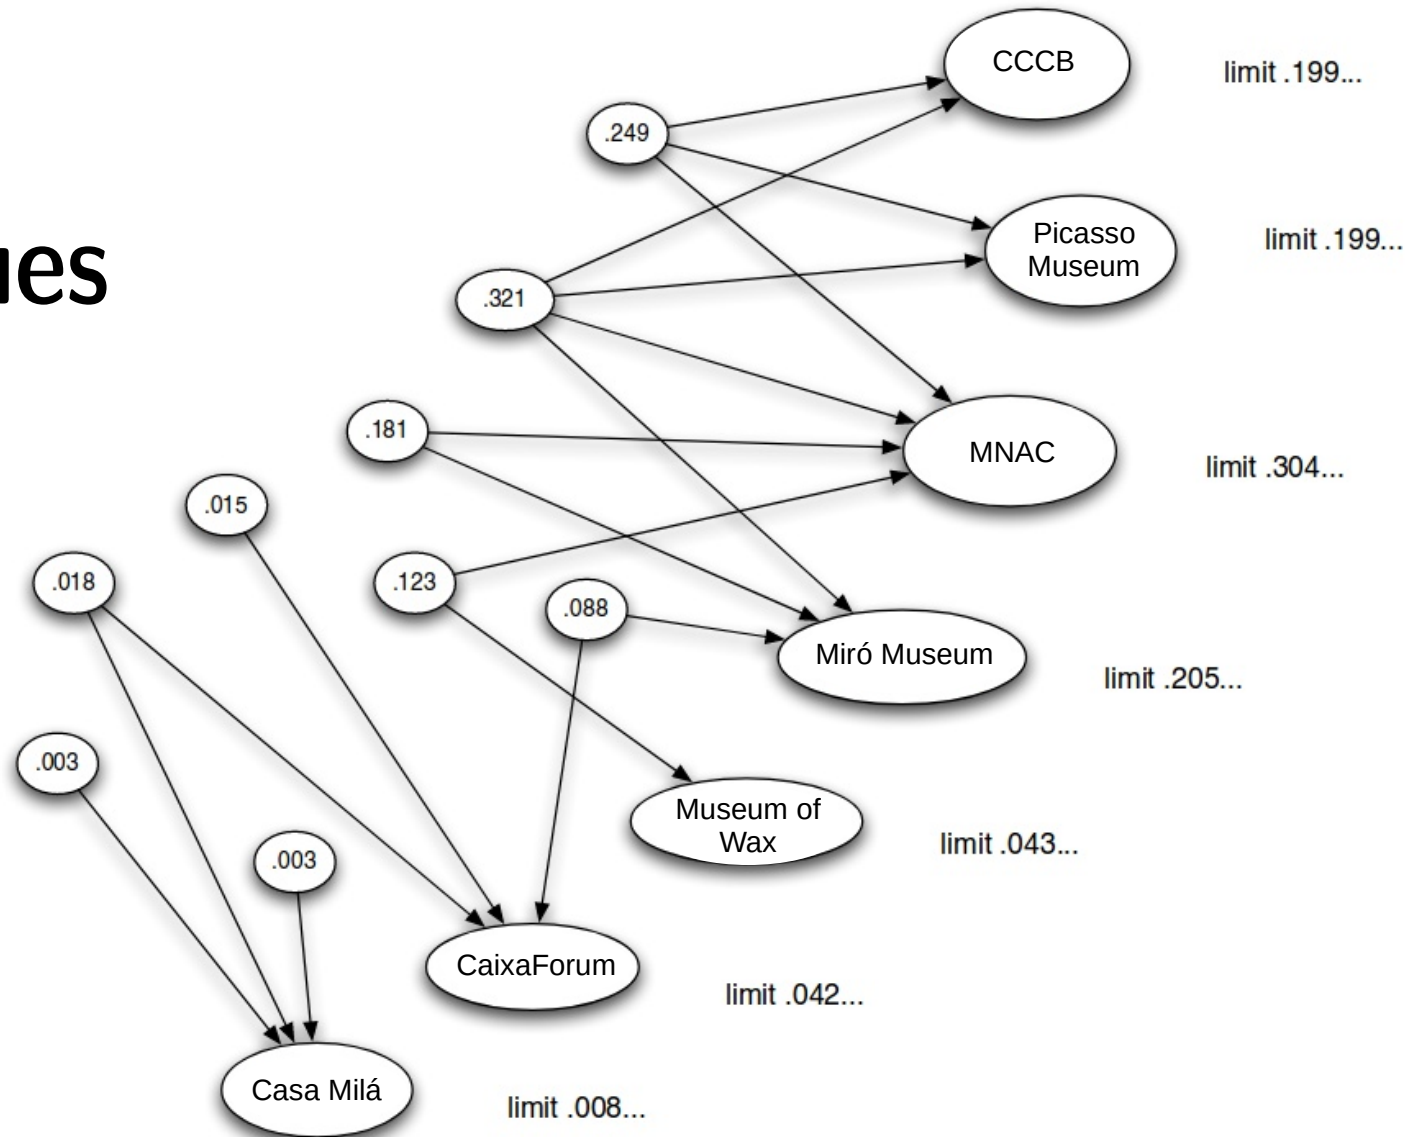 CCCB
limit .199...
.249
Picasso
Museum
limit .199...
ues
.321
.181
MNAC
limit .304...
.015
.018
.123
.088
Miró Museum
limit .205...
.003
Museum of
Wax
limit .043...
.003
CaixaForum
limit .042...
Casa Milá
limit .008...